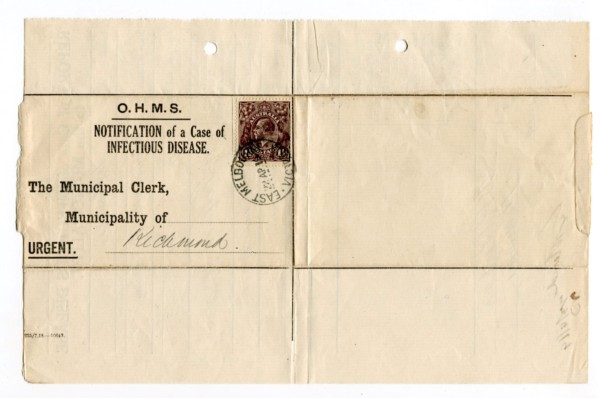 O.H.M.S.
NOTIFICATION of a Case of
INFECTIOUS DISEASE.
The Municipal Clerk,
Municipality of
Richmond.
URGENT.
EAST MELBOURNE